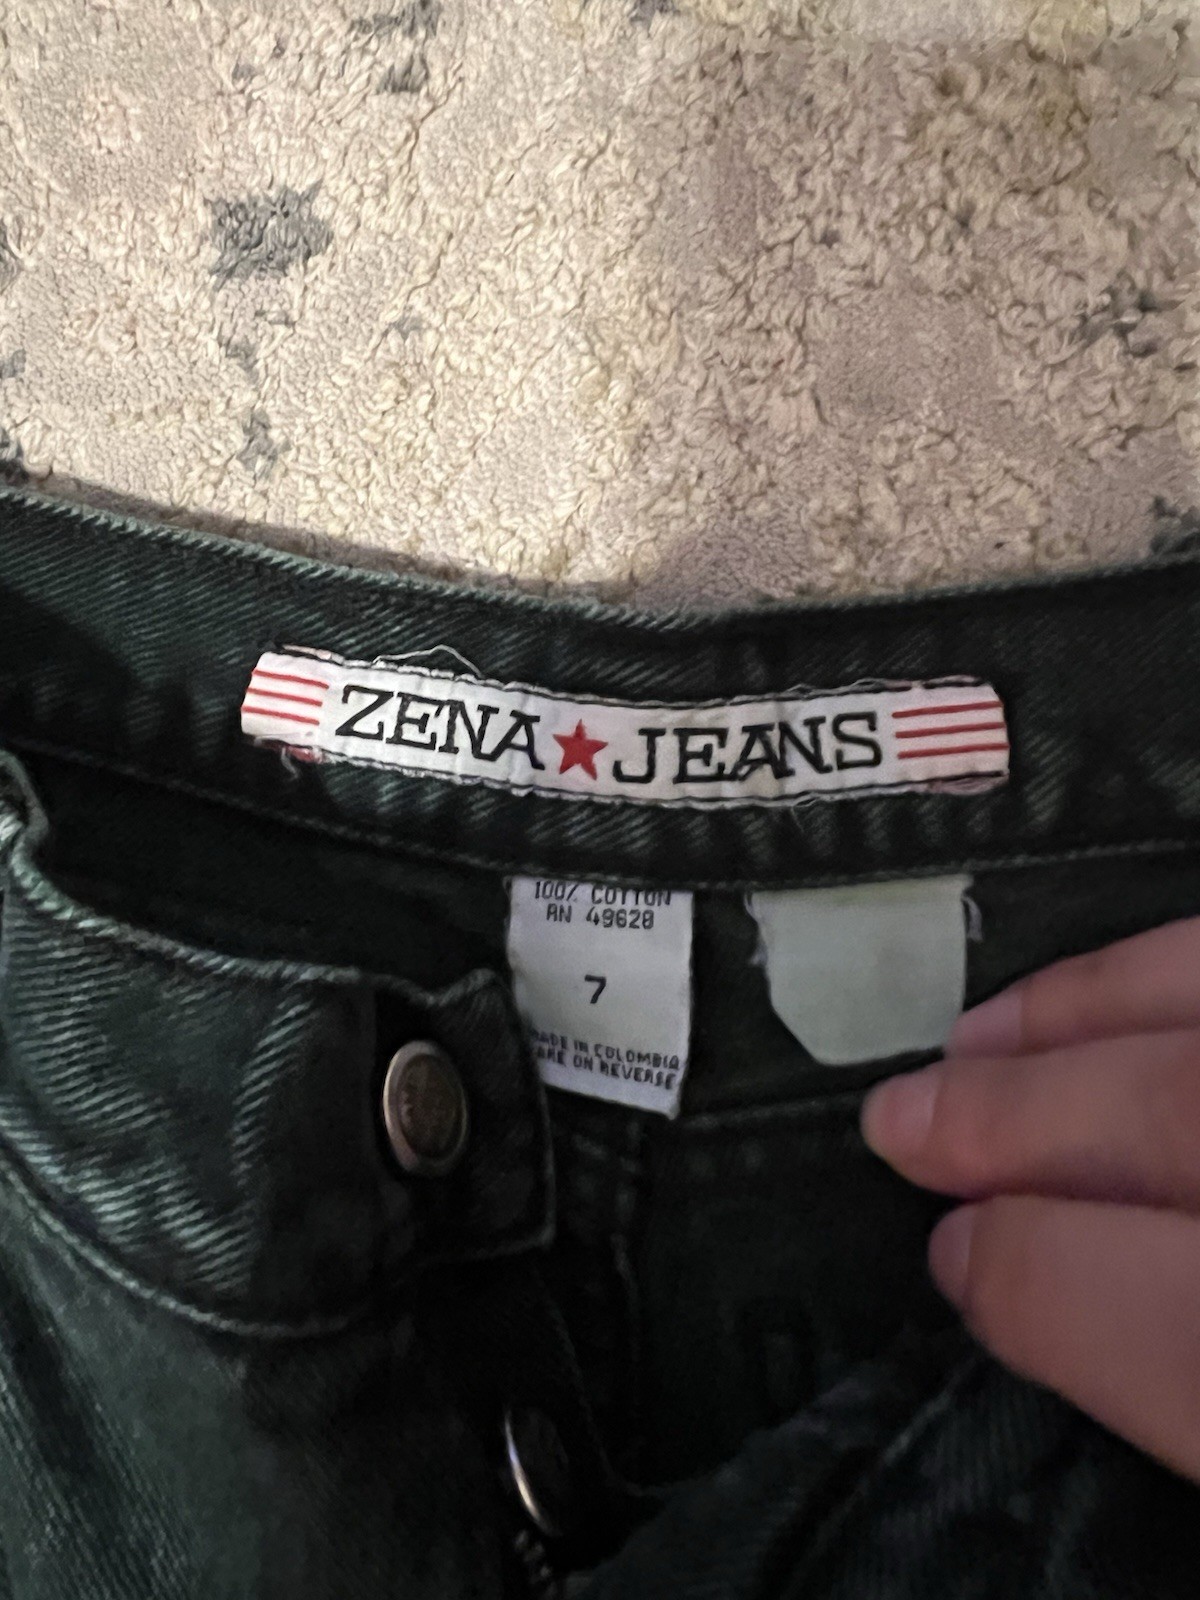 ZENA★JEANS
100% COTTON
RN 49628
7
MADE IN COLOMBIA
CARE ON REVERSE